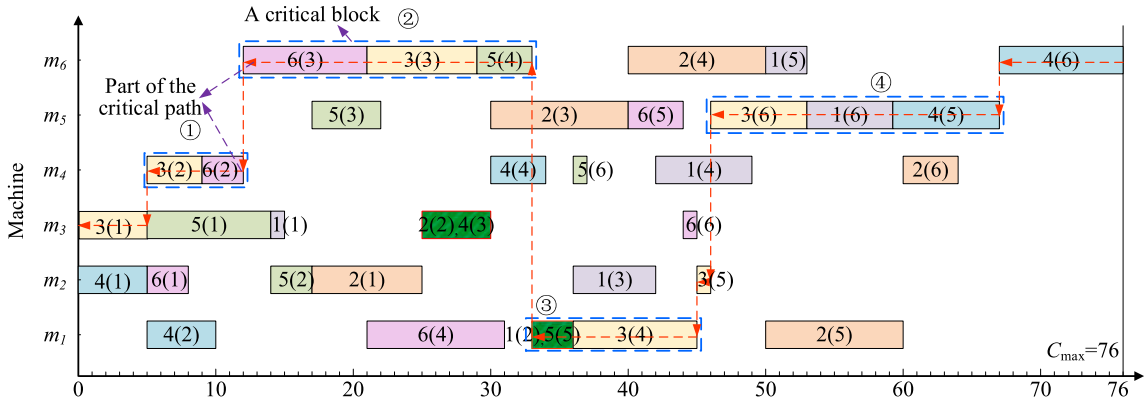 A critical block ②
m₆ 6(3) 3(3) 5(4) 2(4) 1(5) 4(6)
Part of the
critical path
①
④
m₅ 5(3) 2(3) 6(5) 3(6) 1(6) 4(5)
m₄ 3(2) 6(2) 4(4) 5(6) 1(4) 2(6)
Machine
m₃ 3(1) 5(1) 1(1) 2(2),4(3) 6(6)
m₂ 4(1) 6(1) 5(2) 2(1) 1(3) 3(5)
③
m₁ 4(2) 6(4) 1(2),5(5) 3(4) 2(5)
Cmax=76
0 10 20 30 40 50 60 70 76